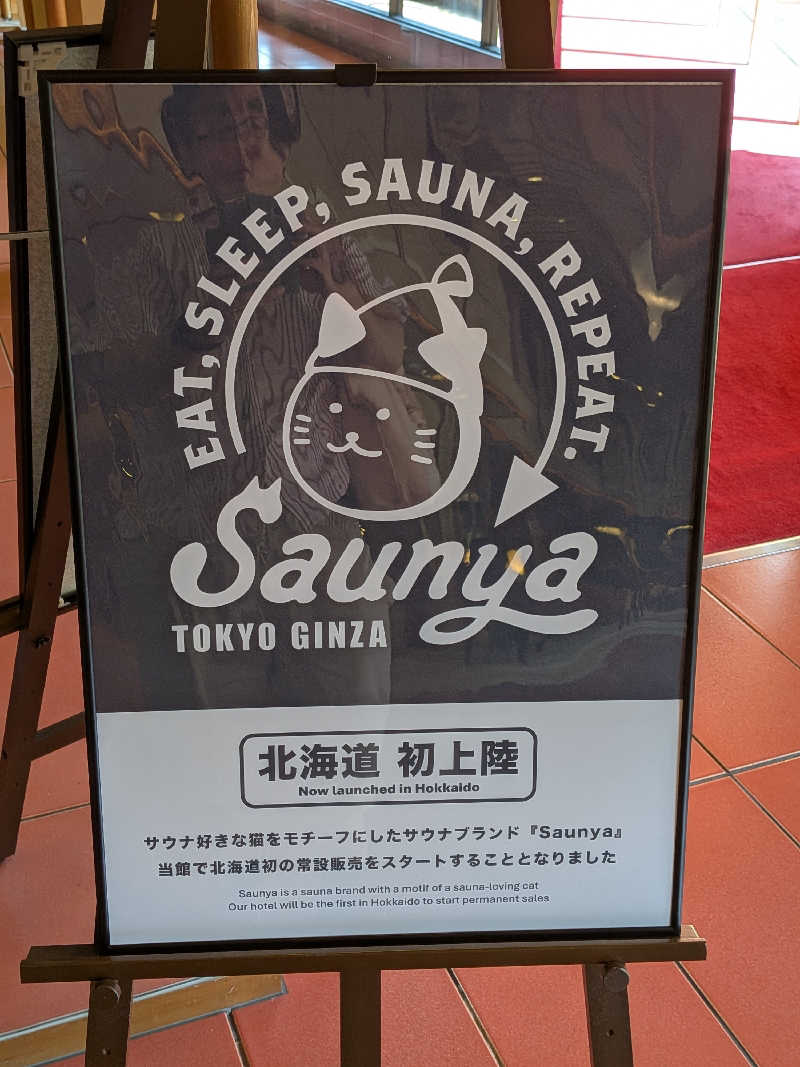 EAT, SLEEP, SAUNA, REPEAT.
Saunya
TOKYO GINZA
北海道 初上陸
Now launched in Hokkaido
サウナ好きな猫をモチーフにしたサウナブランド『Saunya』
当館で北海道初の常設販売をスタートすることとなりました
Saunya is a sauna brand with a motif of a sauna-loving cat
Our hotel will be the first in Hokkaido to start permanent sales